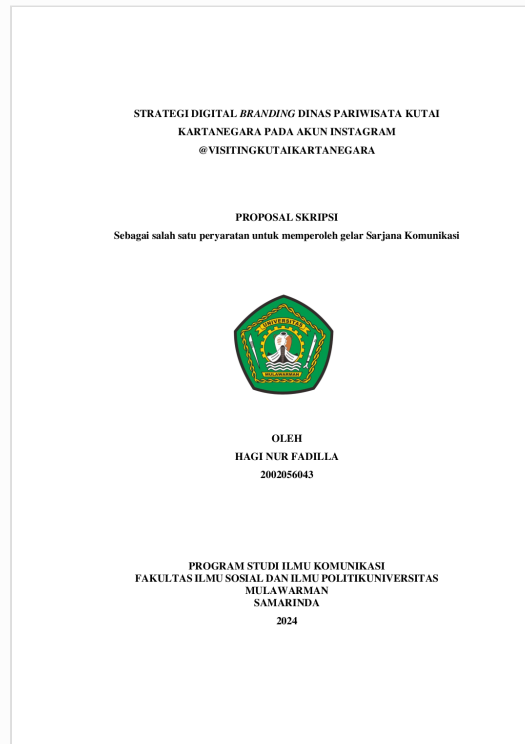 STRATEGI DIGITAL BRANDING DINAS PARIWISATA KUTAI
KARTANEGARA PADA AKUN INSTAGRAM
@VISITINGKUTAIKARTANEGARA
PROPOSAL SKRIPSI
Sebagai salah satu peryaratan untuk memperoleh gelar Sarjana Komunikasi
UNIVERSITAS
MULAWARMAN
OLEH
HAGI NUR FADILLA
2002056043
PROGRAM STUDI ILMU KOMUNIKASI
FAKULTAS ILMU SOSIAL DAN ILMU POLITIKUNIVERSITAS
MULAWARMAN
SAMARINDA
2024